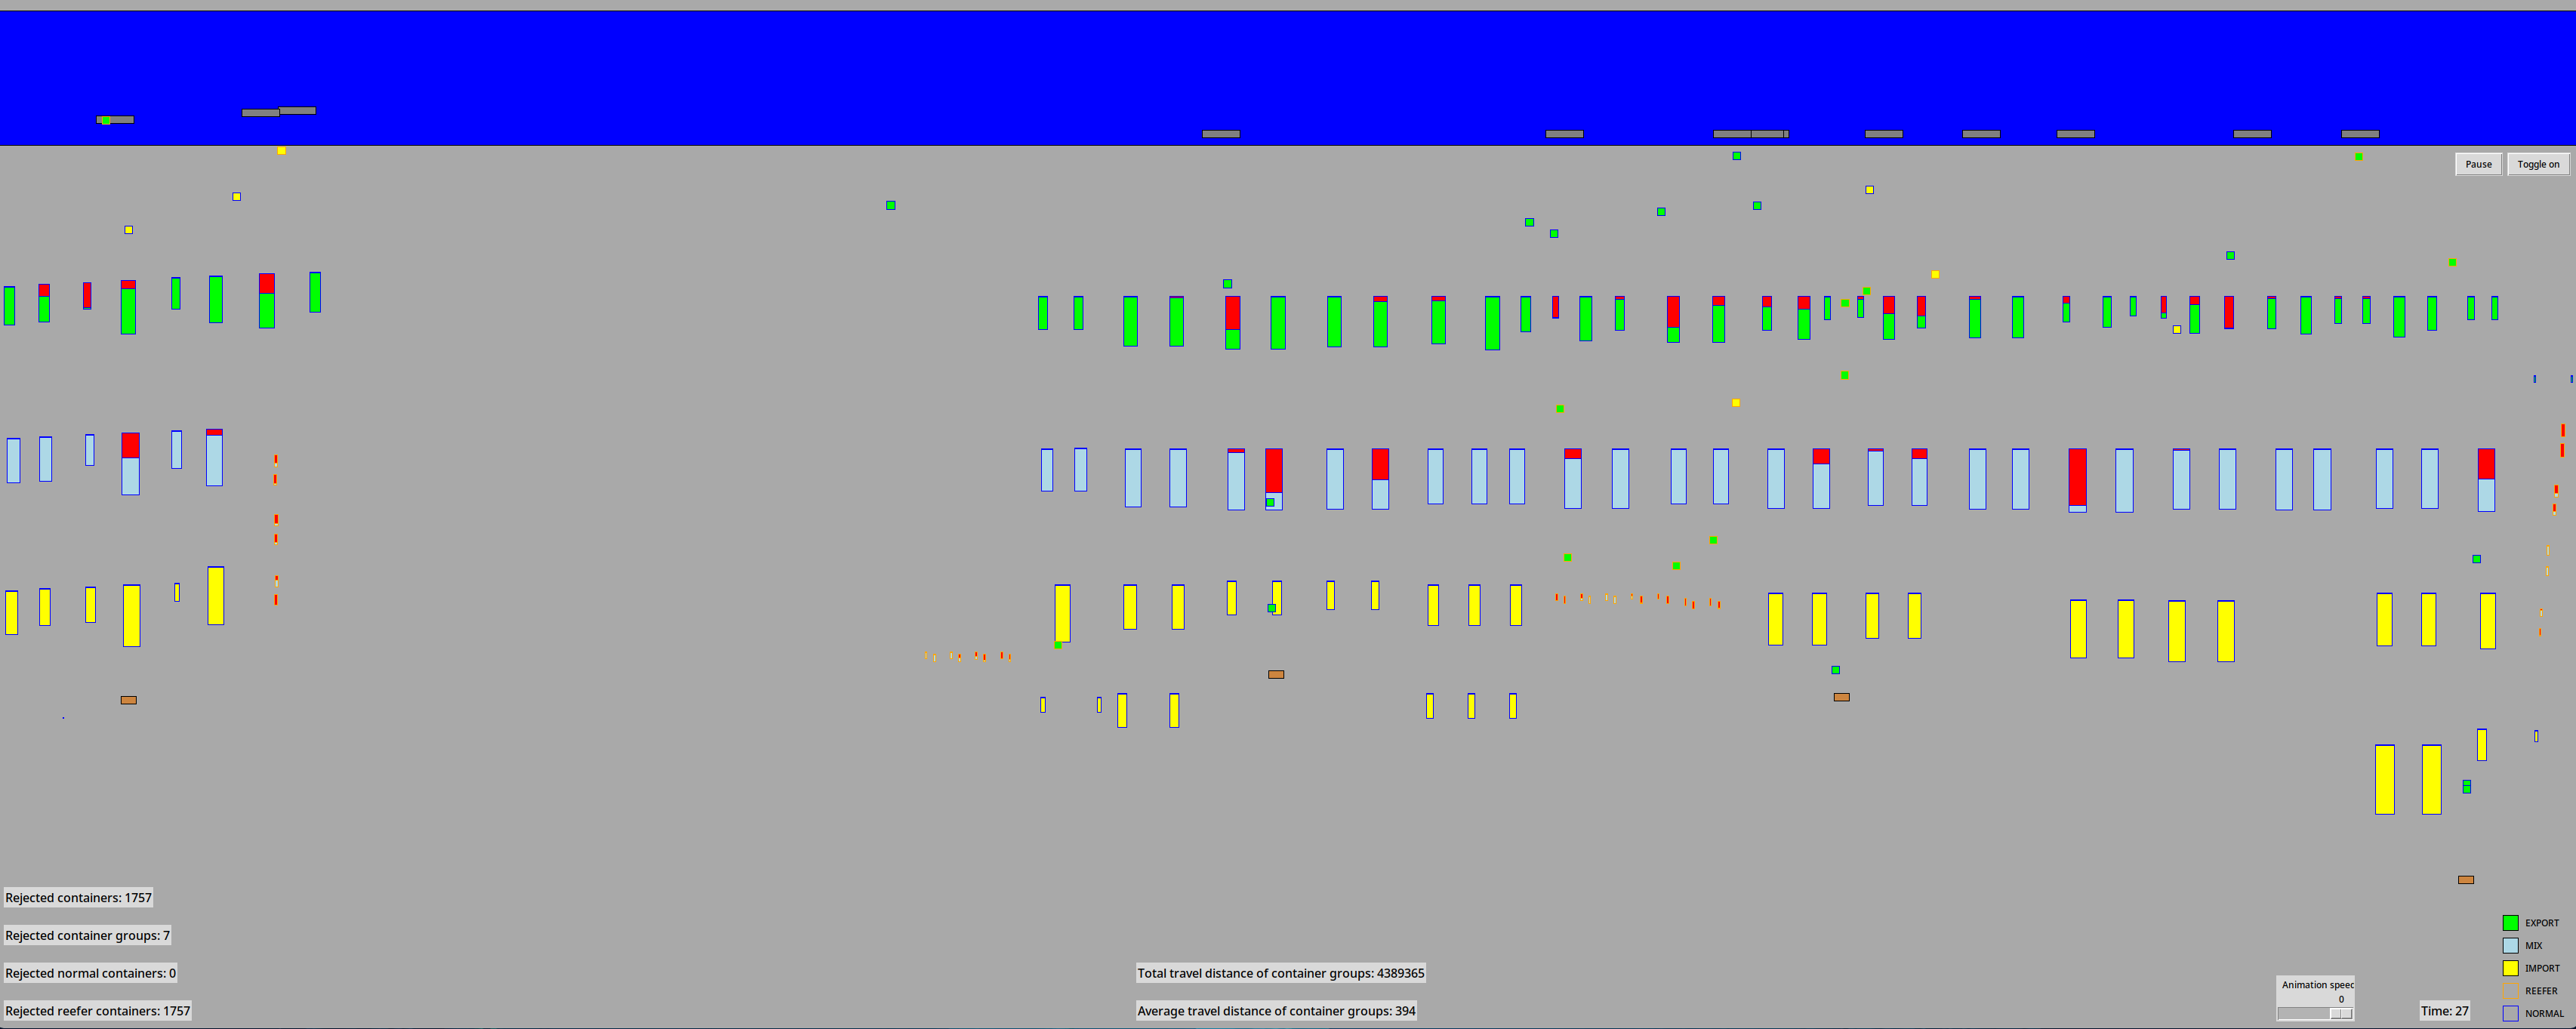 Pause
Toggle on
Rejected containers: 1757
Rejected container groups: 7
Rejected normal containers: 0
Rejected reefer containers: 1757
Total travel distance of container groups: 4389365
Average travel distance of container groups: 394
Animation speec
0
Time: 27
EXPORT
MIX
IMPORT
REEFER
NORMAL